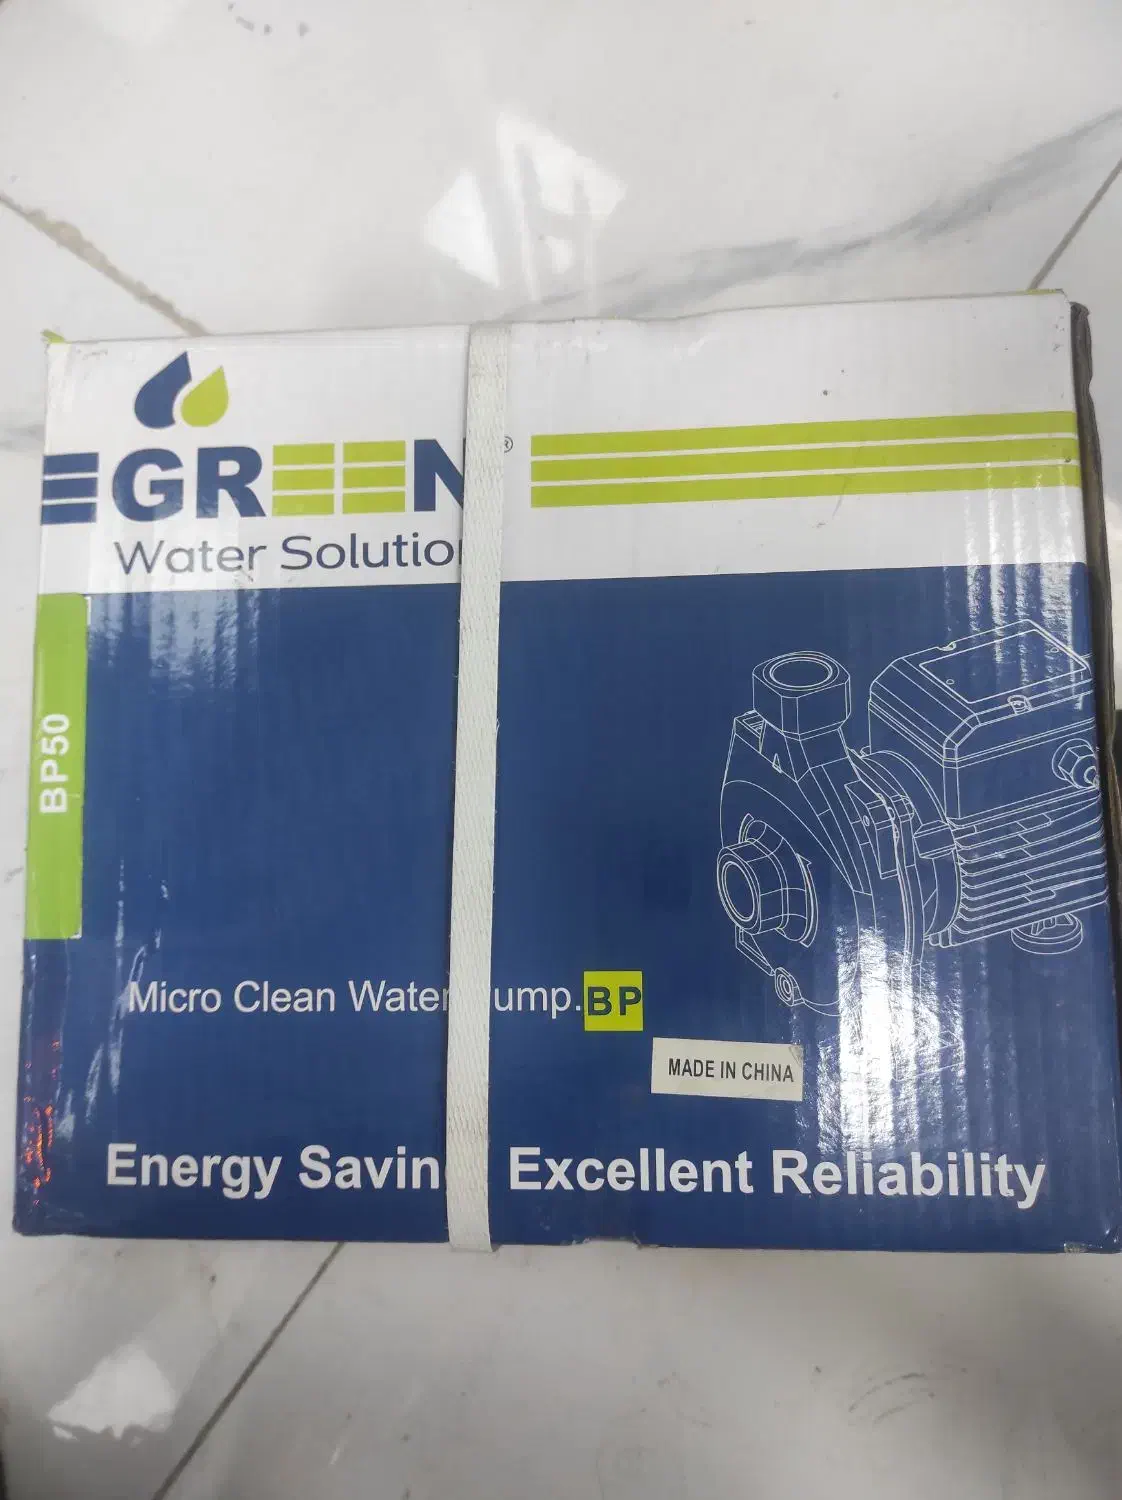 GREEN ®
Water Solutio
BP50
Micro Clean Water ump.BP
MADE IN CHINA
Energy Savin Excellent Reliability